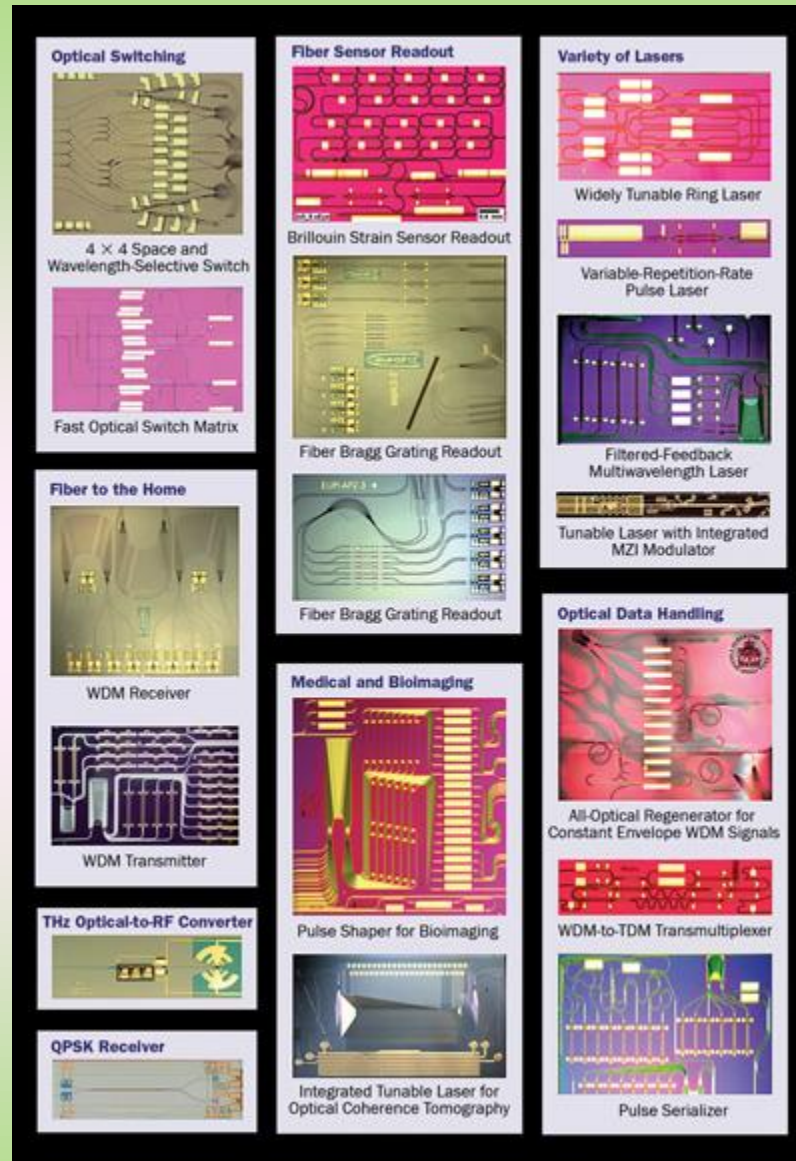 Optical Switching
4 × 4 Space and
Wavelength-Selective Switch
Fast Optical Switch Matrix
Fiber to the Home
WDM Receiver
WDM Transmitter
THz Optical-to-RF Converter
QPSK Receiver
Fiber Sensor Readout
Brillouin Strain Sensor Readout
Fiber Bragg Grating Readout
Fiber Bragg Grating Readout
Medical and Bioimaging
Pulse Shaper for Bioimaging
Integrated Tunable Laser for
Optical Coherence Tomography
Variety of Lasers
Widely Tunable Ring Laser
Variable-Repetition-Rate
Pulse Laser
Filtered-Feedback
Multiwavelength Laser
Tunable Laser with Integrated
MZI Modulator
Optical Data Handling
All-Optical Regenerator for
Constant Envelope WDM Signals
WDM-to-TDM Transmultiplexer
Pulse Serializer